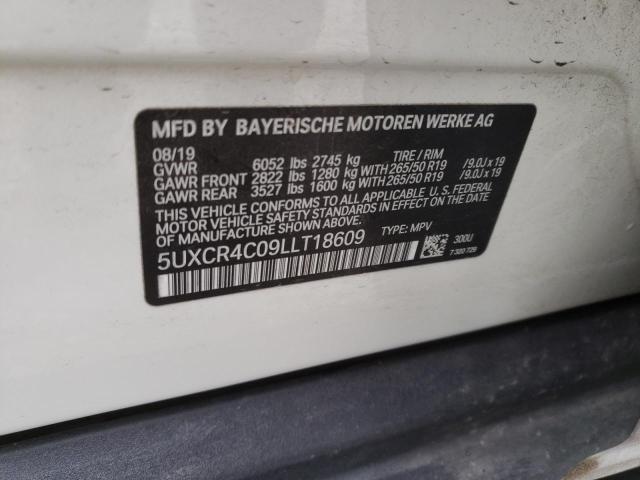 MFD BY BAYERISCHE MOTOREN WERKE AG
08/19
GVWR 6052 lbs 2745 kg TIRE / RIM
GAWR FRONT 2822 lbs 1280 kg WITH 265/50 R19 / 9.0J x 19
GAWR REAR 3527 lbs 1600 kg WITH 265/50 R19 / 9.0J x 19
THIS VEHICLE CONFORMS TO ALL APPLICABLE U.S. FEDERAL
MOTOR VEHICLE SAFETY STANDARDS IN EFFECT ON THE DATE
OF MANUFACTURE SHOWN ABOVE.
5UXCR4C09LLT18609 TYPE: MPV
300U
7 320 728